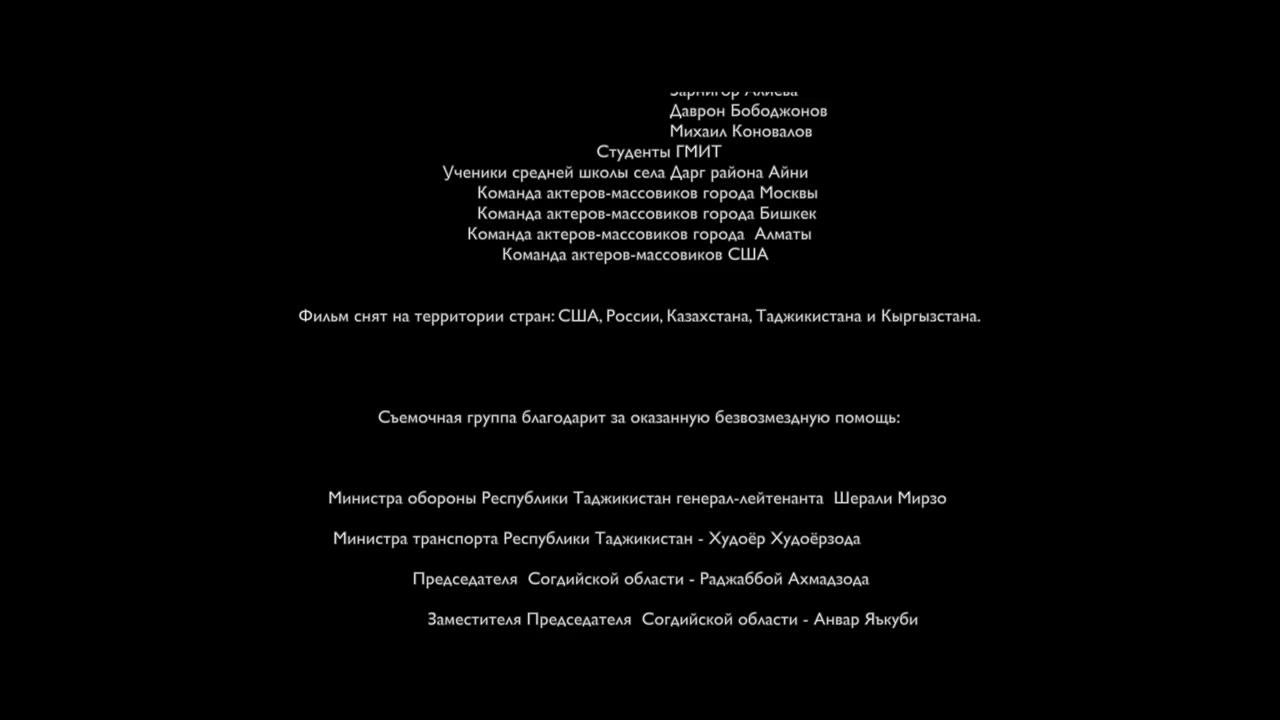 Зарнигор Алиева
Даврон Бободжонов
Михаил Коновалов
Студенты ГМИТ
Ученики средней школы села Дарг района Айни
Команда актеров-массовиков города Москвы
Команда актеров-массовиков города Бишкек
Команда актеров-массовиков города Алматы
Команда актеров-массовиков США
Фильм снят на территории стран: США, России, Казахстана, Таджикистана и Кыргызстана.
Съемочная группа благодарит за оказанную безвозмездную помощь:
Министра обороны Республики Таджикистан генерал-лейтенанта Шерали Мирзо
Министра транспорта Республики Таджикистан - Худоёр Худоёрзода
Председателя Согдийской области - Раджаббой Ахмадзода
Заместителя Председателя Согдийской области - Анвар Яъкуби